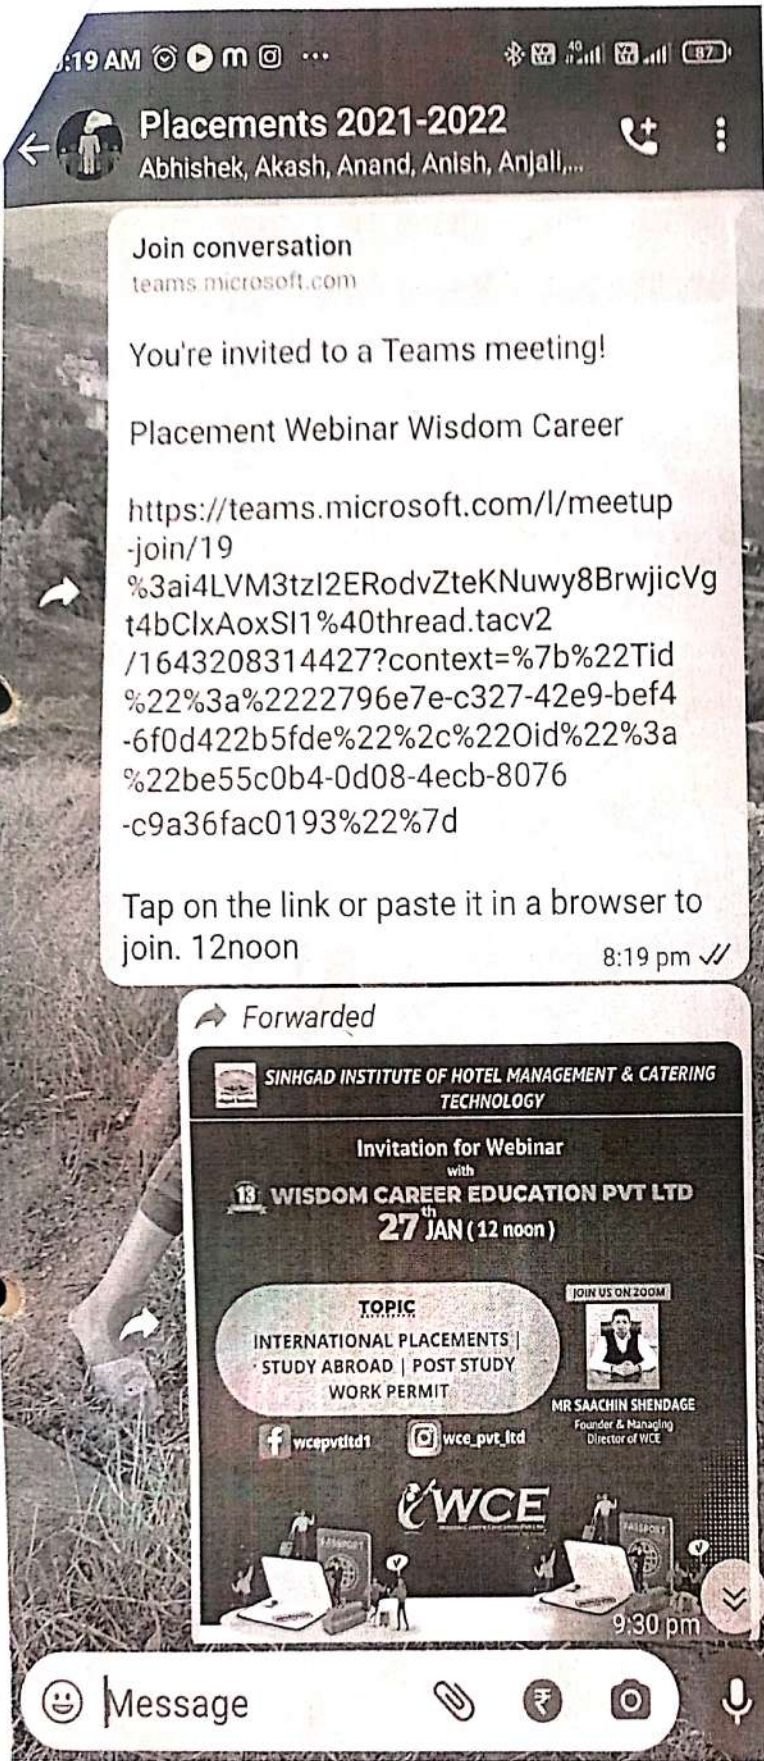 :19 AM
87
Placements 2021-2022
Abhishek, Akash, Anand, Anish, Anjali,...
Join conversation
teams.microsoft.com
You're invited to a Teams meeting!
Placement Webinar Wisdom Career
https://teams.microsoft.com/l/meetup
-join/19
%3ai4LVM3tzI2ERodvZteKNuwy8BrwjicVg
t4bClxAoxSI1%40thread.tacv2
/1643208314427?context=%7b%22Tid
%22%3a%2222796e7e-c327-42e9-bef4
-6f0d422b5fde%22%2c%22Oid%22%3a
%22be55c0b4-0d08-4ecb-8076
-c9a36fac0193%22%7d
Tap on the link or paste it in a browser to
join. 12noon
8:19 pm
Forwarded
SINHGAD INSTITUTE OF HOTEL MANAGEMENT & CATERING
TECHNOLOGY
Invitation for Webinar
with
13 WISDOM CAREER EDUCATION PVT LTD
27th JAN (12 noon)
JOIN US ON ZOOM
TOPIC
INTERNATIONAL PLACEMENTS |
STUDY ABROAD | POST STUDY
WORK PERMIT
MR SAACHIN SHENDAGE
Founder & Managing
Director of WCE
wcepvtltd1
wce_pvt_ltd
WCE
PASSPORT
PASSPORT
9:30 pm
Message